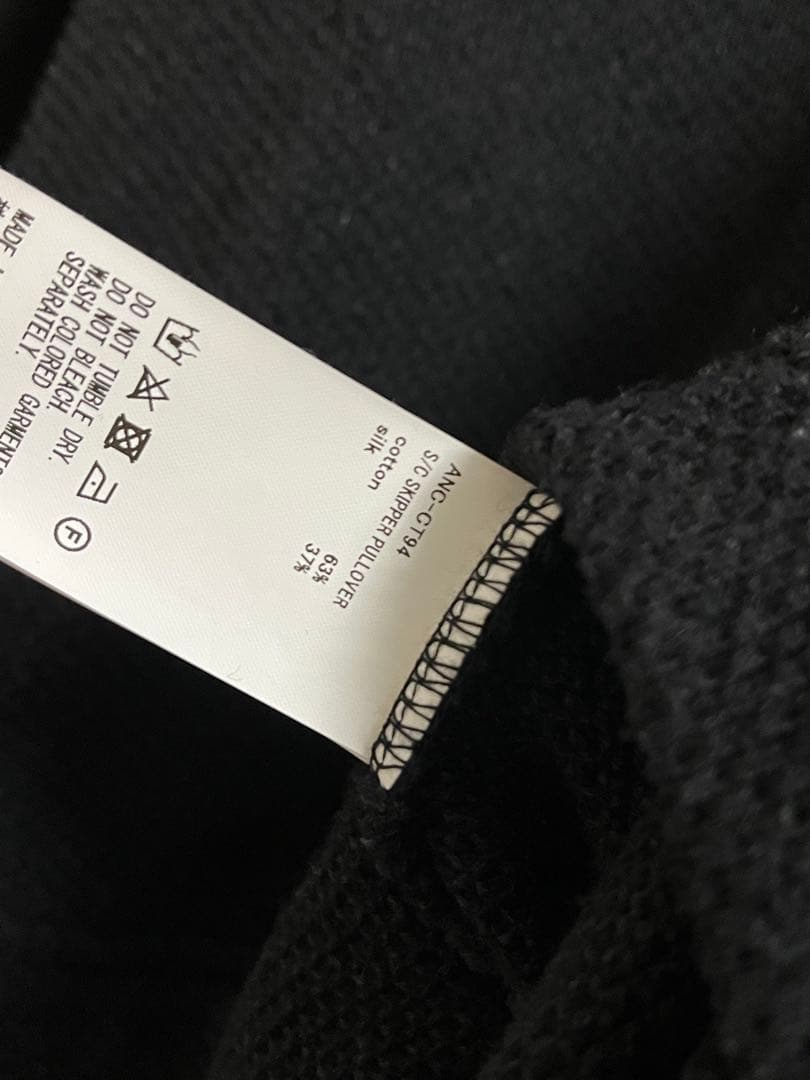 ANC-CT94
S/C SKIPPER PULLOVER
cotton 63%
silk 37%
F
DO NOT TUMBLE DRY.
DO NOT BLEACH.
WASH COLORED GARMENTS
SEPARATELY.
MADE